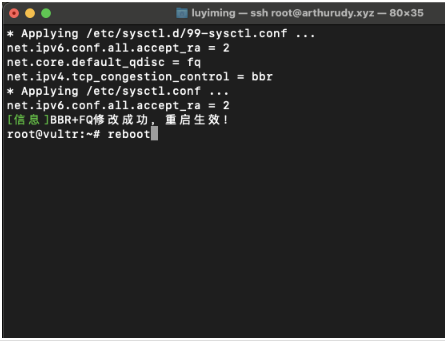 luyiming — ssh root@arthurudy.xyz — 80×35
* Applying /etc/sysctl.d/99-sysctl.conf ...
net.ipv6.conf.all.accept_ra = 2
net.core.default_qdisc = fq
net.ipv4.tcp_congestion_control = bbr
* Applying /etc/sysctl.conf ...
net.ipv6.conf.all.accept_ra = 2
[信息]BBR+FQ修改成功，重启生效！
root@vultr:~# reboot